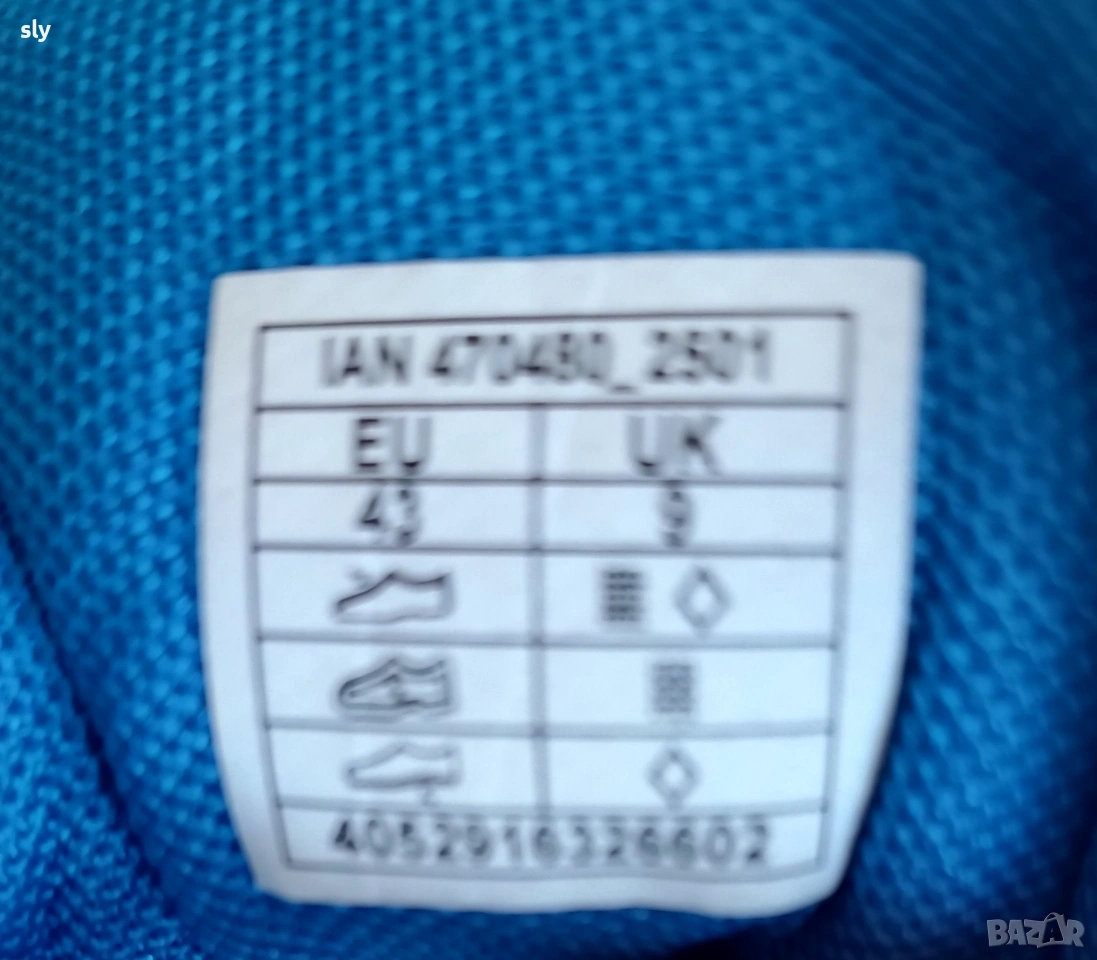 sly
IAN 470480_2501
EU UK
43 9
4052916326602
BAZAR